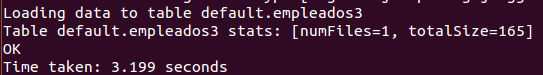 Loading data to table default.empleados3
Table default.empleados3 stats: [numFiles=1, totalSize=165]
OK
Time taken: 3.199 seconds